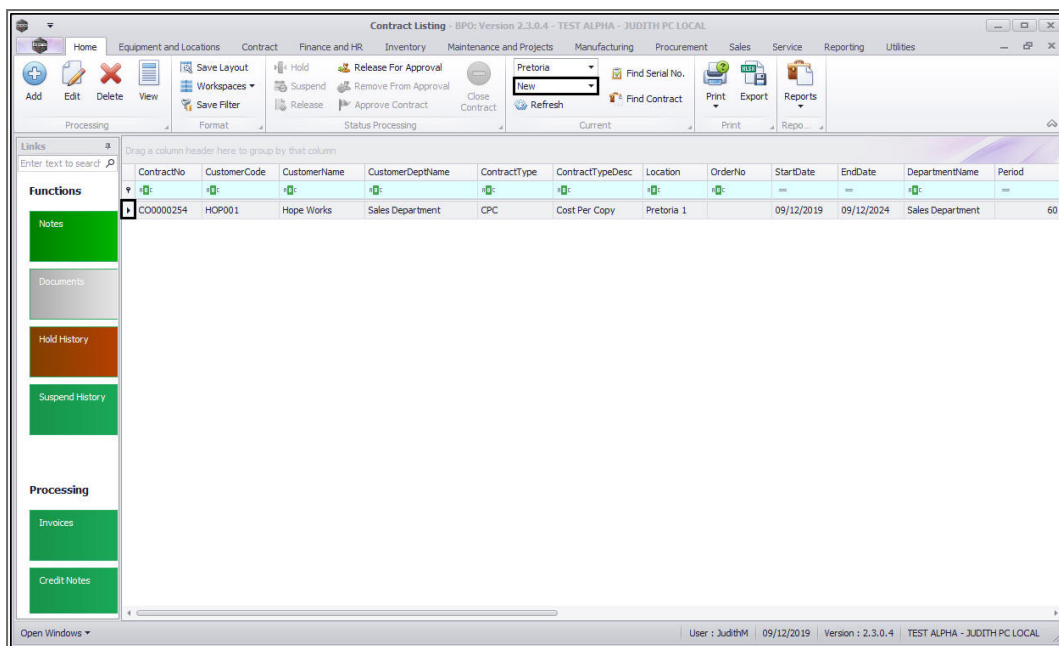 Contract Listing - BPO: Version 2.3.0.4 - TEST ALPHA - JUDITH PC LOCAL
Home Equipment and Locations Contract Finance and HR Inventory Maintenance and Projects Manufacturing Procurement Sales Service Reporting Utilities
Add Edit Delete View
Save Layout
Workspaces
Save Filter
Hold
Suspend
Release
Release For Approval
Remove From Approval
Approve Contract
Close
Contract
Pretoria
New
Refresh
Find Serial No.
Find Contract
Print Export Reports
Processing Format Status Processing Current Print Repo...
Links
Enter text to search
Drag a column header here to group by that column
ContractNo CustomerCode CustomerName CustomerDeptName ContractType ContractTypeDesc Location OrderNo StartDate EndDate DepartmentName Period
CO0000254 HOP001 Hope Works Sales Department CPC Cost Per Copy Pretoria 1 09/12/2019 09/12/2024 Sales Department 60
Functions
Notes
Documents
Hold History
Suspend History
Processing
Invoices
Credit Notes
Open Windows
User : JudithM 09/12/2019 Version : 2.3.0.4 TEST ALPHA - JUDITH PC LOCAL